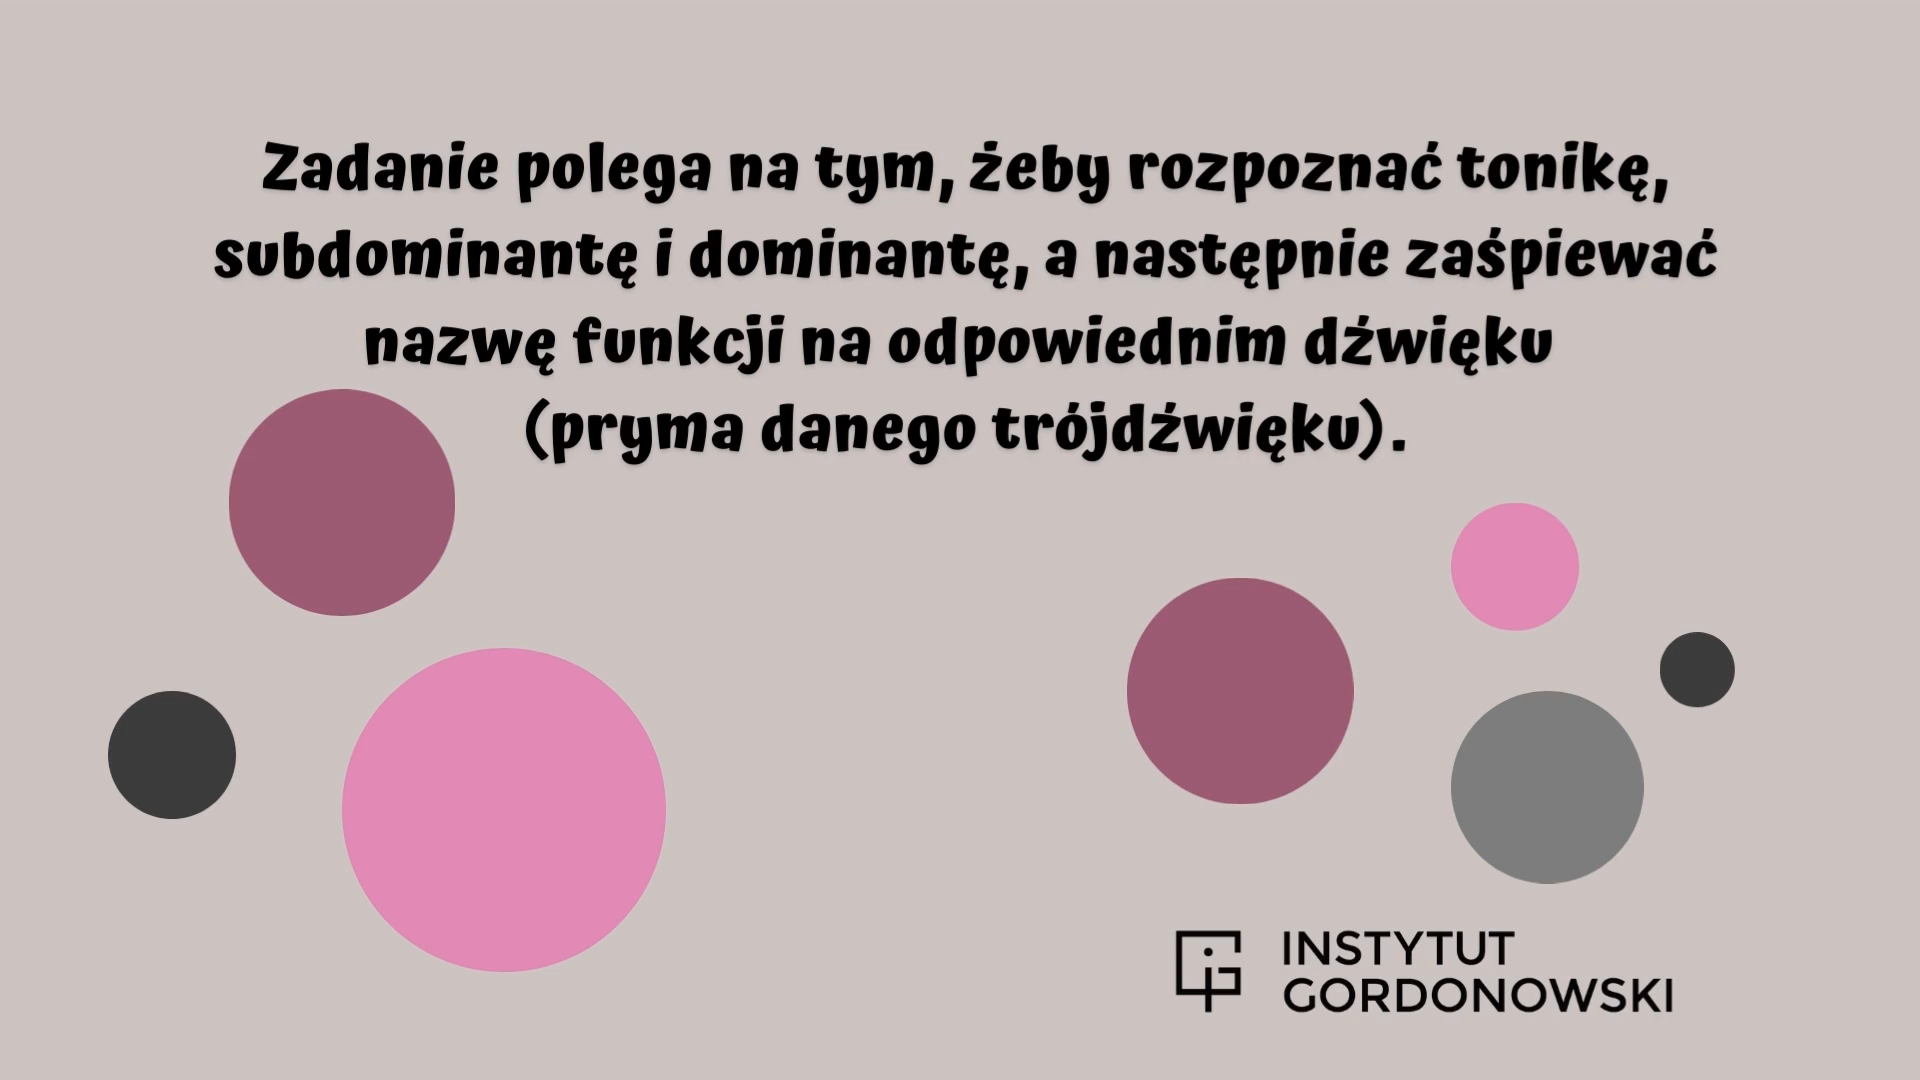 Zadanie polega na tym, żeby rozpoznać tonikę,
subdominantę i dominantę, a następnie zaśpiewać
nazwę funkcji na odpowiednim dźwięku
(pryma danego trójdźwięku).
INSTYTUT
GORDONOWSKI